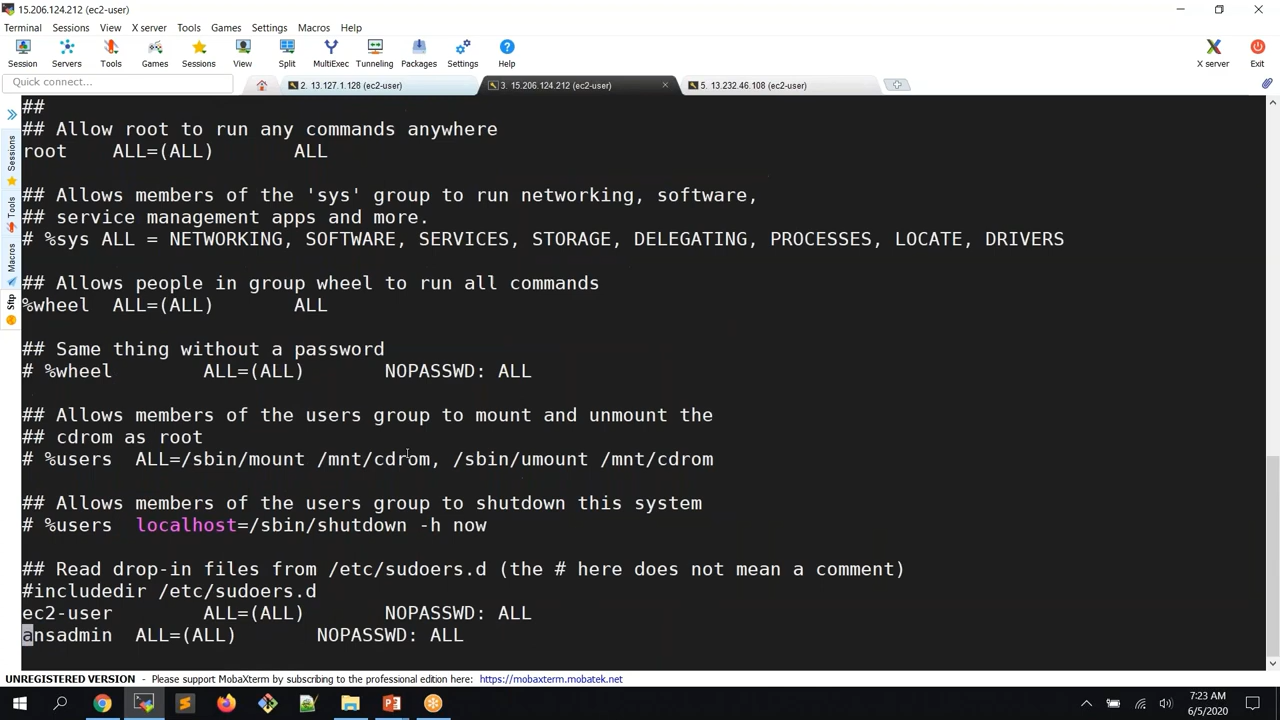 15.206.124.212 (ec2-user)
Terminal Sessions View X server Tools Games Settings Macros Help
Session Servers Tools Games Sessions View Split MultiExec Tunneling Packages Settings Help X server Exit
Quick connect... 2. 13.127.1.128 (ec2-user) 3. 15.206.124.212 (ec2-user) 5. 13.232.46.108 (ec2-user)
Sessions
Tools
Macros
Sftp
##
## Allow root to run any commands anywhere
root ALL=(ALL) ALL
## Allows members of the 'sys' group to run networking, software,
## service management apps and more.
# %sys ALL = NETWORKING, SOFTWARE, SERVICES, STORAGE, DELEGATING, PROCESSES, LOCATE, DRIVERS
## Allows people in group wheel to run all commands
%wheel ALL=(ALL) ALL
## Same thing without a password
# %wheel ALL=(ALL) NOPASSWD: ALL
## Allows members of the users group to mount and unmount the
## cdrom as root
# %users ALL=/sbin/mount /mnt/cdrom, /sbin/umount /mnt/cdrom
## Allows members of the users group to shutdown this system
# %users localhost=/sbin/shutdown -h now
## Read drop-in files from /etc/sudoers.d (the # here does not mean a comment)
#includedir /etc/sudoers.d
ec2-user ALL=(ALL) NOPASSWD: ALL
ansadmin ALL=(ALL) NOPASSWD: ALL
UNREGISTERED VERSION - Please support MobaXterm by subscribing to the professional edition here: https://mobaxterm.mobatek.net
7:23 AM
6/5/2020